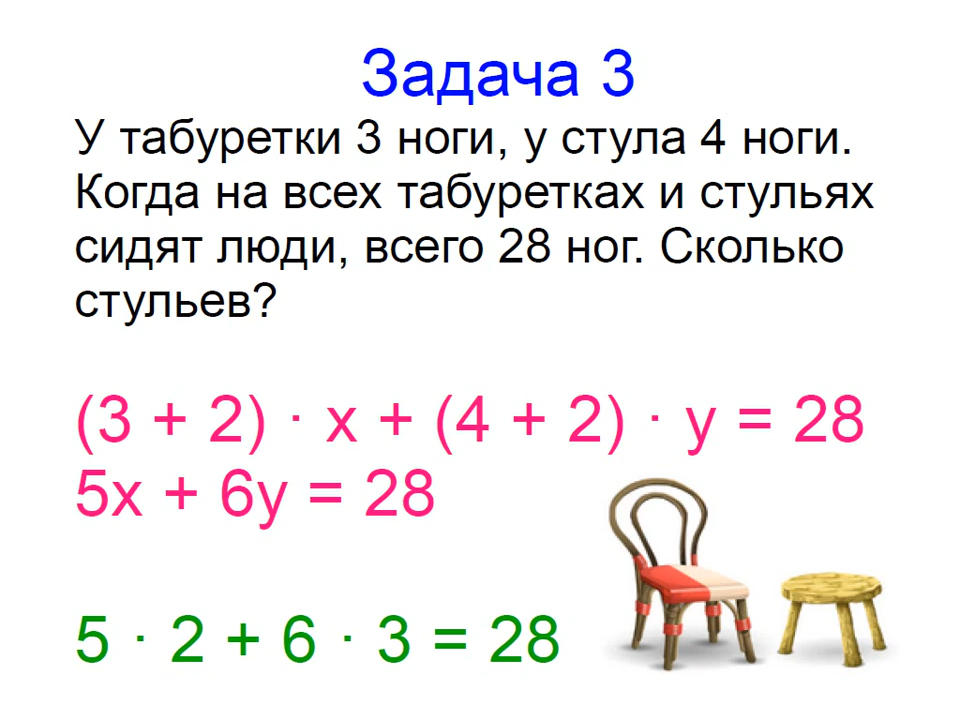 Задача 3
У табуретки 3 ноги, у стула 4 ноги.
Когда на всех табуретках и стульях
сидят люди, всего 28 ног. Сколько
стульев?
(3 + 2) · x + (4 + 2) · y = 28
5x + 6y = 28
5 · 2 + 6 · 3 = 28